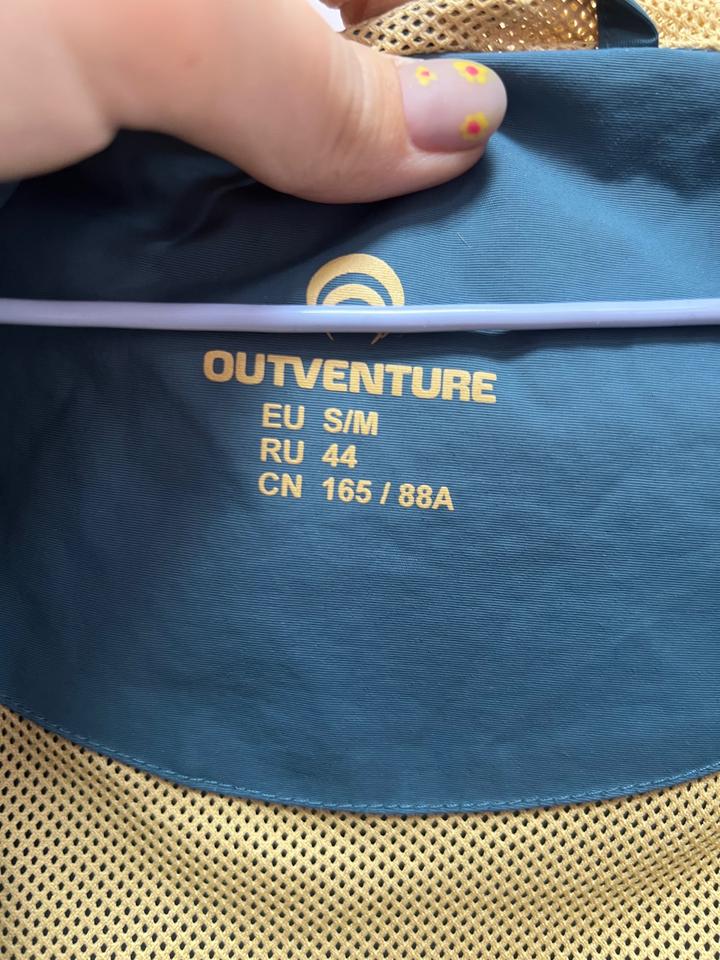 OUTVENTURE
EU S/M
RU 44
CN 165 / 88A